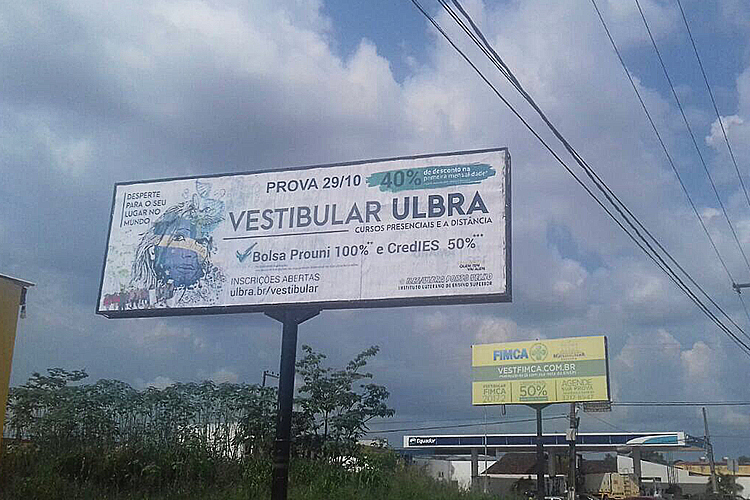 DESPERTE
PARA O SEU
LUGAR NO
MUNDO
PROVA 29/10
40% de desconto na
primeira mensalidade*
VESTIBULAR ULBRA
CURSOS PRESENCIAIS E A DISTÂNCIA
Bolsa Prouni 100%** e CredIES 50%***
INSCRIÇÕES ABERTAS
ulbra.br/vestibular
INSTITUTO LUTERANO DE ENSINO SUPERIOR
FIMCA
VESTFIMCA.COM.BR
VESTIBULAR
FIMCA
50%
AGENDE
SUA PROVA
Equador